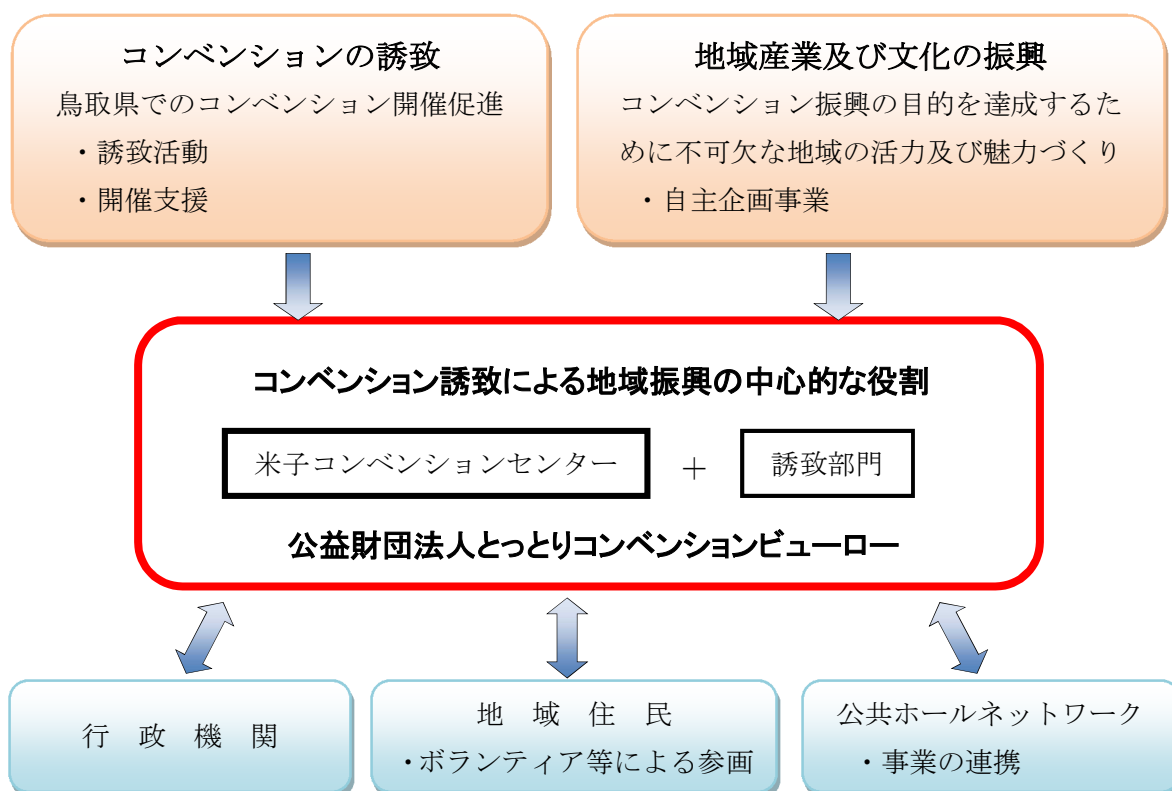 コンベンションの誘致
鳥取県でのコンベンション開催促進
・誘致活動
・開催支援
地域産業及び文化の振興
コンベンション振興の目的を達成するた
めに不可欠な地域の活力及び魅力づくり
・自主企画事業
コンベンション誘致による地域振興の中心的な役割
米子コンベンションセンター + 誘致部門
公益財団法人とっとりコンベンションビューロー
行 政 機 関
地 域 住 民
・ボランティア等による参画
公共ホールネットワーク
・事業の連携